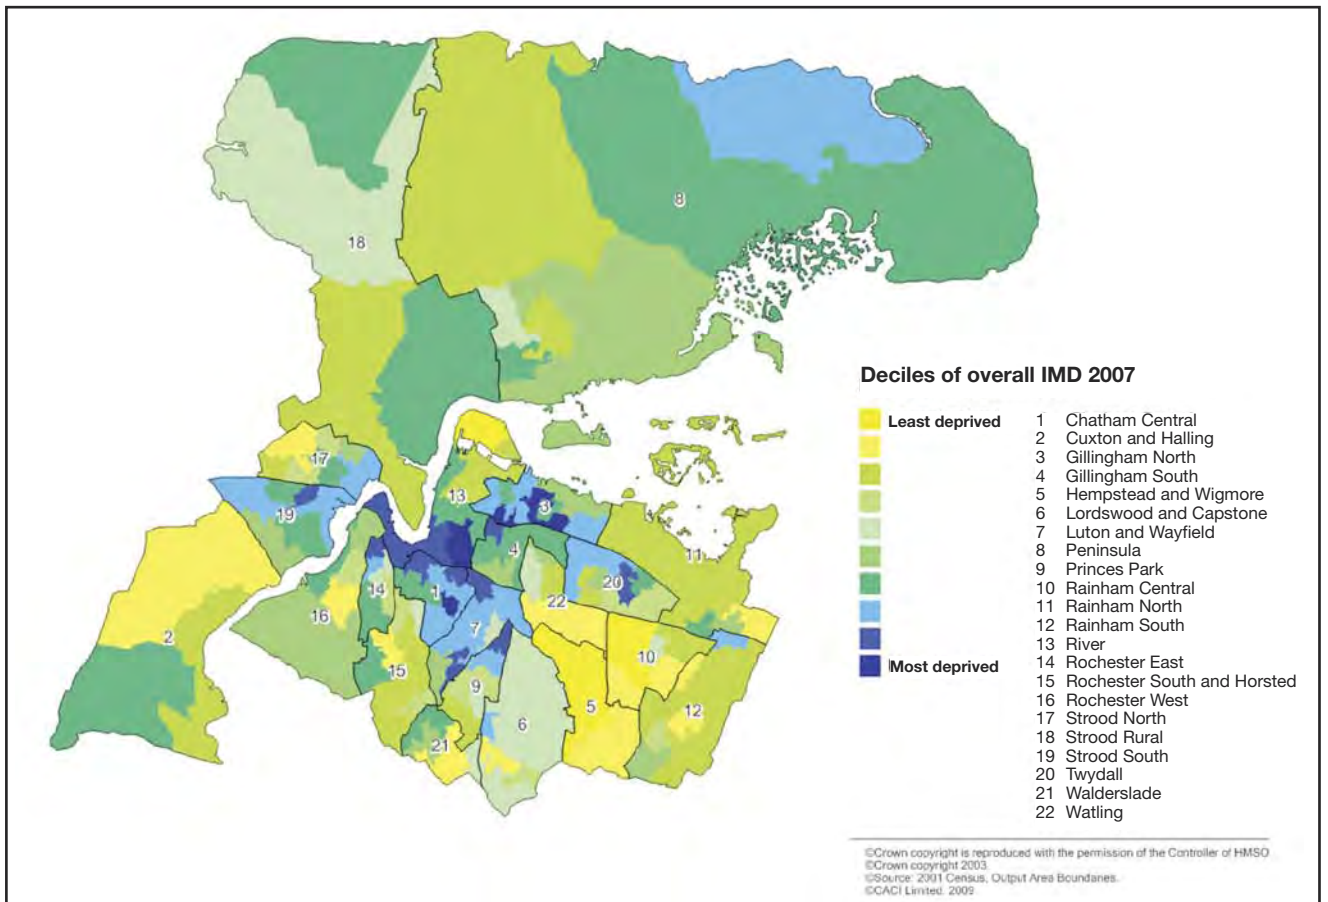 8
18
17
13
3
19
11
4
20
14
1
22
16
7
2
10
15
9
5
12
6
21
Deciles of overall IMD 2007
Least deprived
Most deprived
1 Chatham Central
2 Cuxton and Halling
3 Gillingham North
4 Gillingham South
5 Hempstead and Wigmore
6 Lordswood and Capstone
7 Luton and Wayfield
8 Peninsula
9 Princes Park
10 Rainham Central
11 Rainham North
12 Rainham South
13 River
14 Rochester East
15 Rochester South and Horsted
16 Rochester West
17 Strood North
18 Strood Rural
19 Strood South
20 Twydall
21 Walderslade
22 Watling
©Crown copyright is reproduced with the permission of the Controller of HMSO
©Crown copyright 2003
©Source: 2001 Census, Output Area Boundaries.
©CACI Limited. 2009